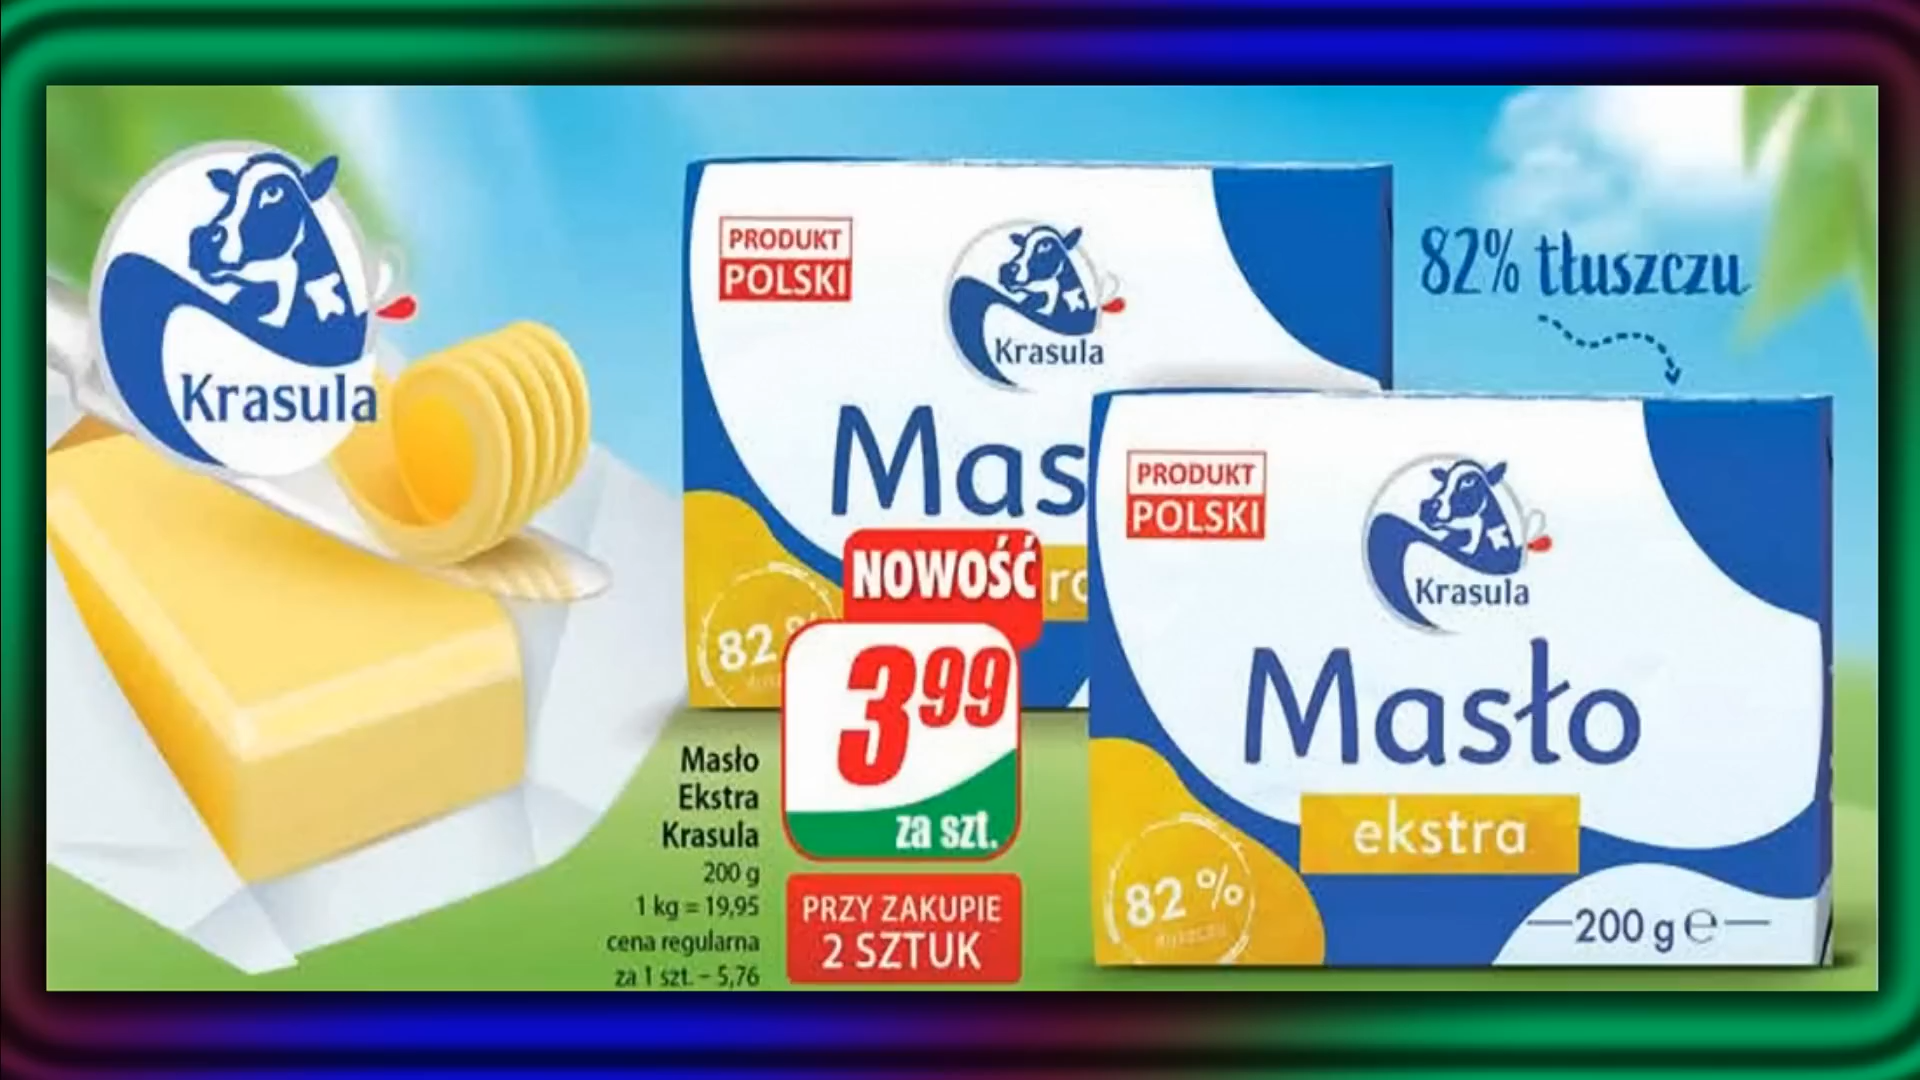 Krasula
PRODUKT
POLSKI
Krasula
Mas
82% tłuszczu
NOWOŚĆ
82 %
3 99
za szt.
Masło
Ekstra
Krasula
200 g
1 kg = 19,95
cena regularna
za 1 szt. – 5,76
PRZY ZAKUPIE
2 SZTUK
PRODUKT
POLSKI
Krasula
Masło
ekstra
82 %
tłuszczu
200 g ℮